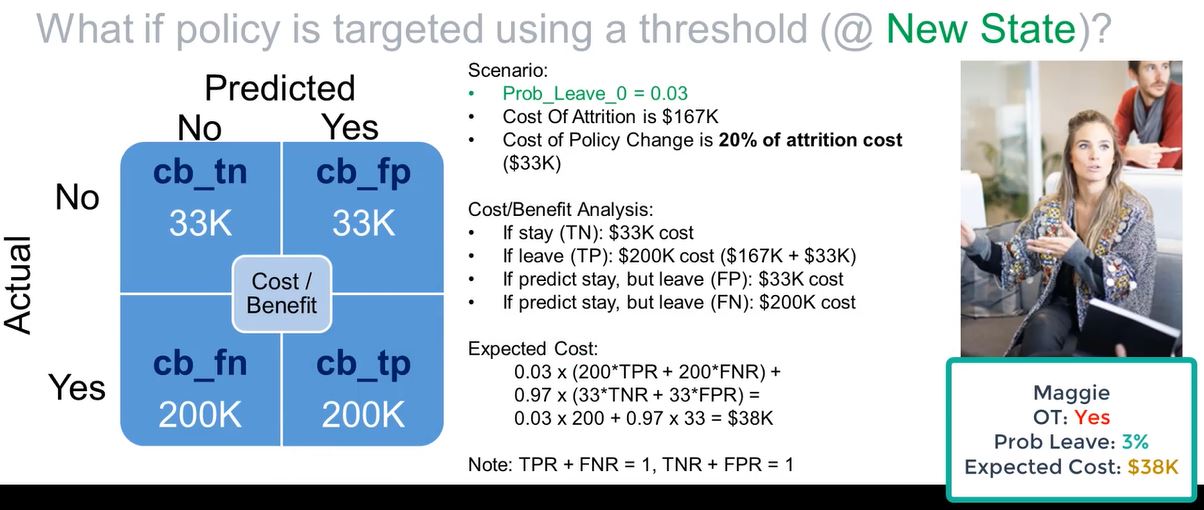 What if policy is targeted using a threshold (@ New State)?
Predicted
No Yes
Actual
No
Yes
cb_tn
33K
cb_fp
33K
Cost /
Benefit
cb_fn
200K
cb_tp
200K
Scenario:
• Prob_Leave_0 = 0.03
• Cost Of Attrition is $167K
• Cost of Policy Change is 20% of attrition cost
($33K)
Cost/Benefit Analysis:
• If stay (TN): $33K cost
• If leave (TP): $200K cost ($167K + $33K)
• If predict stay, but leave (FP): $33K cost
• If predict stay, but leave (FN): $200K cost
Expected Cost:
0.03 x (200*TPR + 200*FNR) +
0.97 x (33*TNR + 33*FPR) =
0.03 x 200 + 0.97 x 33 = $38K
Note: TPR + FNR = 1, TNR + FPR = 1
Maggie
OT: Yes
Prob Leave: 3%
Expected Cost: $38K